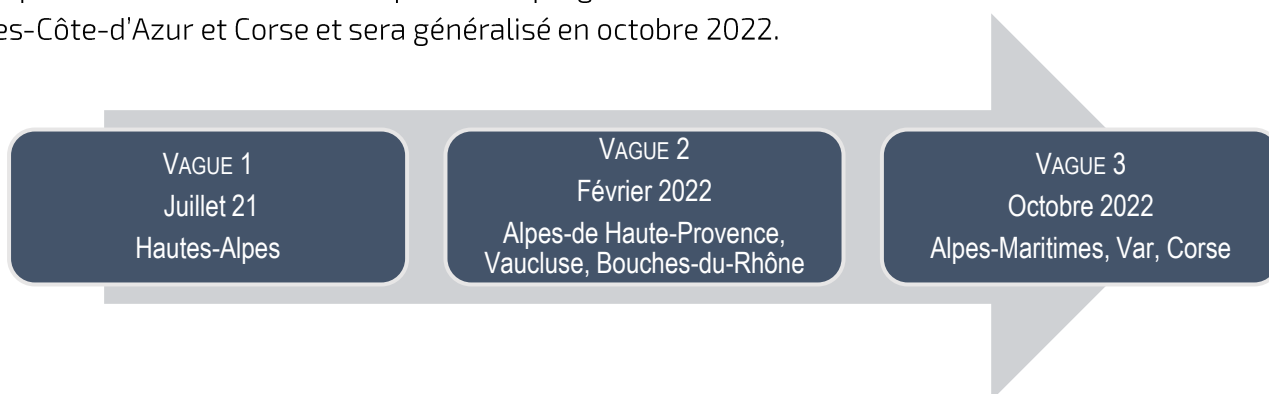 es-Côte-d'Azur et Corse et sera généralisé en octobre 2022.
VAGUE 1
Juillet 21
Hautes-Alpes
VAGUE 2
Février 2022
Alpes-de Haute-Provence,
Vaucluse, Bouches-du-Rhône
VAGUE 3
Octobre 2022
Alpes-Maritimes, Var, Corse